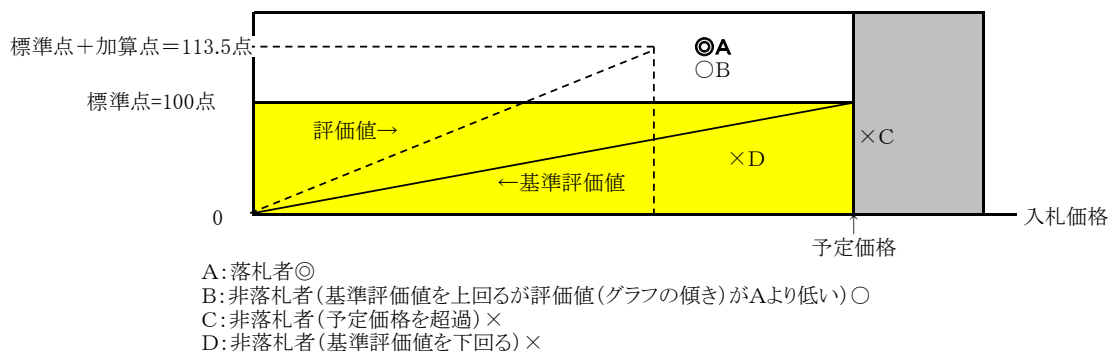 標準点+加算点=113.5点
◎A
○B
標準点=100点
評価値→
×C
×D
←基準評価値
0
入札価格
↑
予定価格
A:落札者◎
B:非落札者(基準評価値を上回るが評価値(グラフの傾き)がAより低い)○
C:非落札者(予定価格を超過)×
D:非落札者(基準評価値を下回る)×